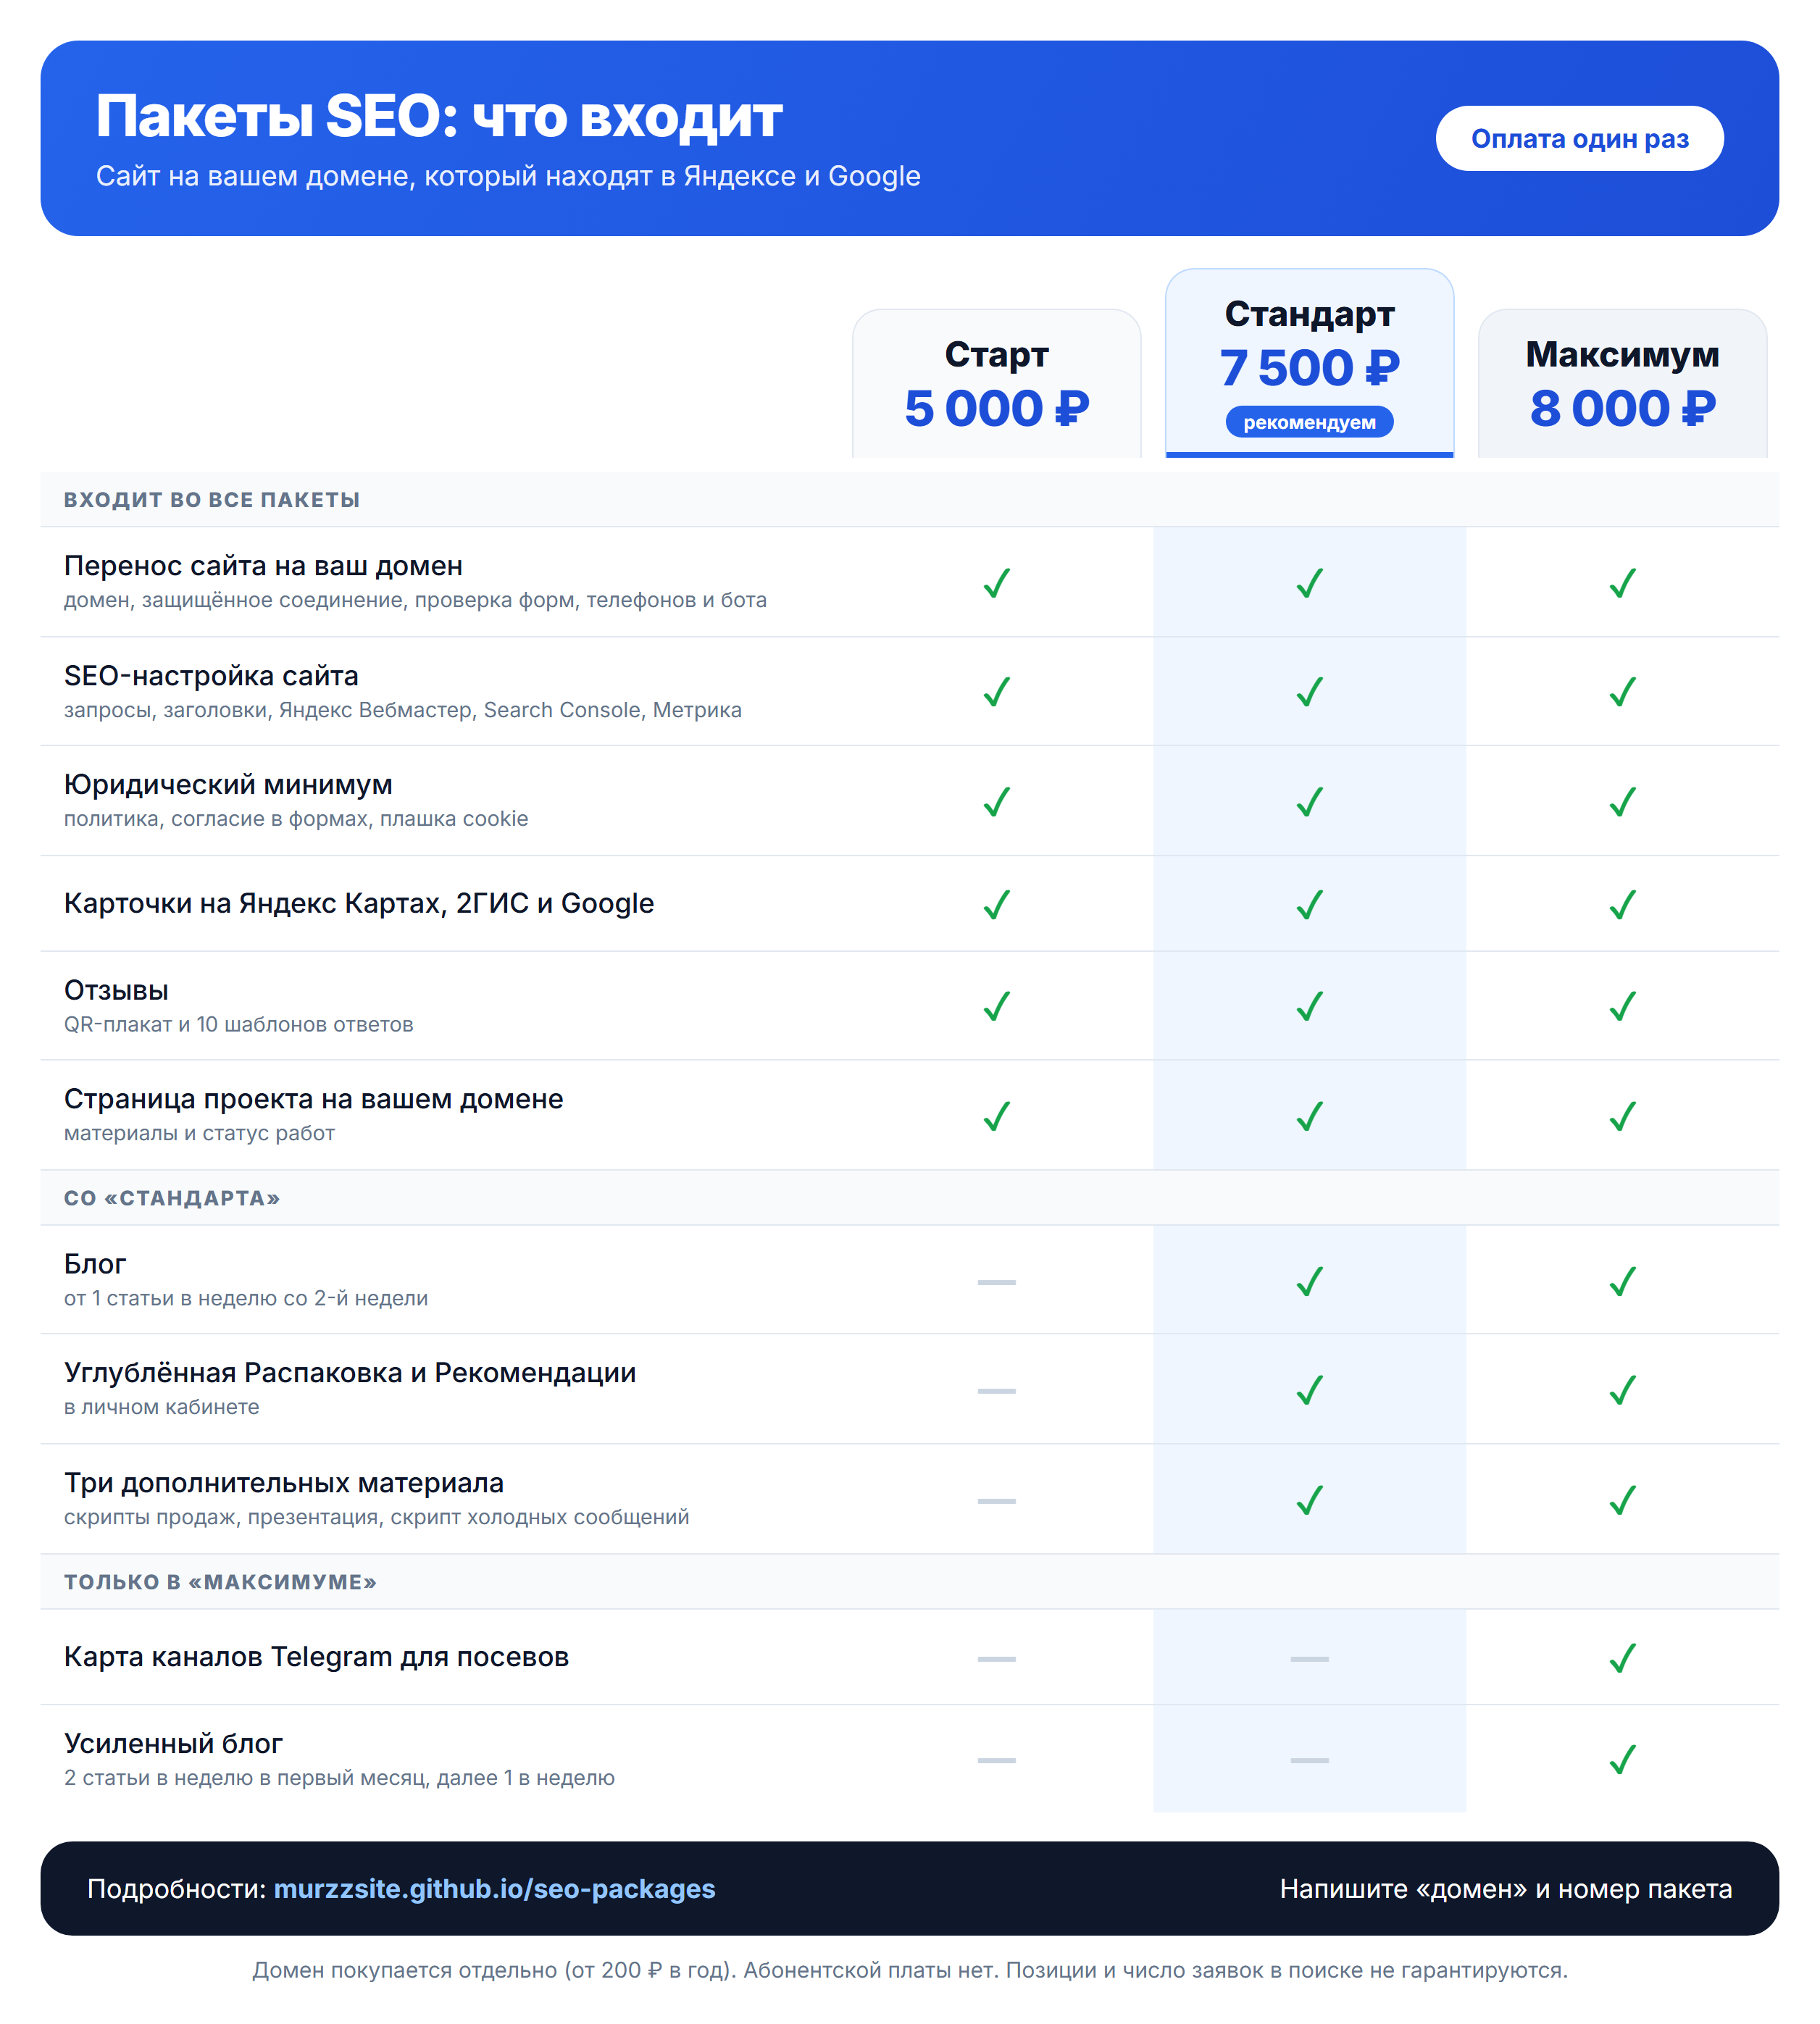 Пакеты SEO: что входит
Сайт на вашем домене, который находят в Яндексе и Google
Оплата один раз
Старт
5 000 ₽
Стандарт
7 500 ₽
рекомендуем
Максимум
8 000 ₽
ВХОДИТ ВО ВСЕ ПАКЕТЫ
Перенос сайта на ваш домен
домен, защищённое соединение, проверка форм, телефонов и бота
✓ ✓ ✓
SEO-настройка сайта
запросы, заголовки, Яндекс Вебмастер, Search Console, Метрика
✓ ✓ ✓
Юридический минимум
политика, согласие в формах, плашка cookie
✓ ✓ ✓
Карточки на Яндекс Картах, 2ГИС и Google
✓ ✓ ✓
Отзывы
QR-плакат и 10 шаблонов ответов
✓ ✓ ✓
Страница проекта на вашем домене
материалы и статус работ
✓ ✓ ✓
СО «СТАНДАРТА»
Блог
от 1 статьи в неделю со 2-й недели
— ✓ ✓
Углублённая Распаковка и Рекомендации
в личном кабинете
— ✓ ✓
Три дополнительных материала
скрипты продаж, презентация, скрипт холодных сообщений
— ✓ ✓
ТОЛЬКО В «МАКСИМУМЕ»
Карта каналов Telegram для посевов
— — ✓
Усиленный блог
2 статьи в неделю в первый месяц, далее 1 в неделю
— — ✓
Подробности: murzzsite.github.io/seo-packages
Напишите «домен» и номер пакета
Домен покупается отдельно (от 200 ₽ в год). Абонентской платы нет. Позиции и число заявок в поиске не гарантируются.